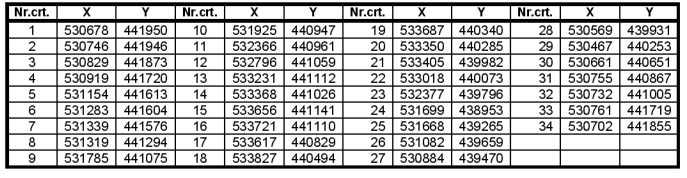 Nr.crt. X Y Nr.crt. X Y Nr.crt. X Y Nr.crt. X Y
1 530678 441950 10 531925 440947 19 533687 440340 28 530569 439931
2 530746 441946 11 532366 440961 20 533350 440285 29 530467 440253
3 530829 441873 12 532796 441059 21 533405 439982 30 530661 440651
4 530919 441720 13 533231 441112 22 533018 440073 31 530755 440867
5 531154 441613 14 533368 441026 23 532377 439796 32 530732 441005
6 531283 441604 15 533656 441141 24 531699 438953 33 530761 441719
7 531339 441576 16 533721 441110 25 531668 439265 34 530702 441855
8 531319 441294 17 533617 440829 26 531082 439659
9 531785 441075 18 533827 440494 27 530884 439470